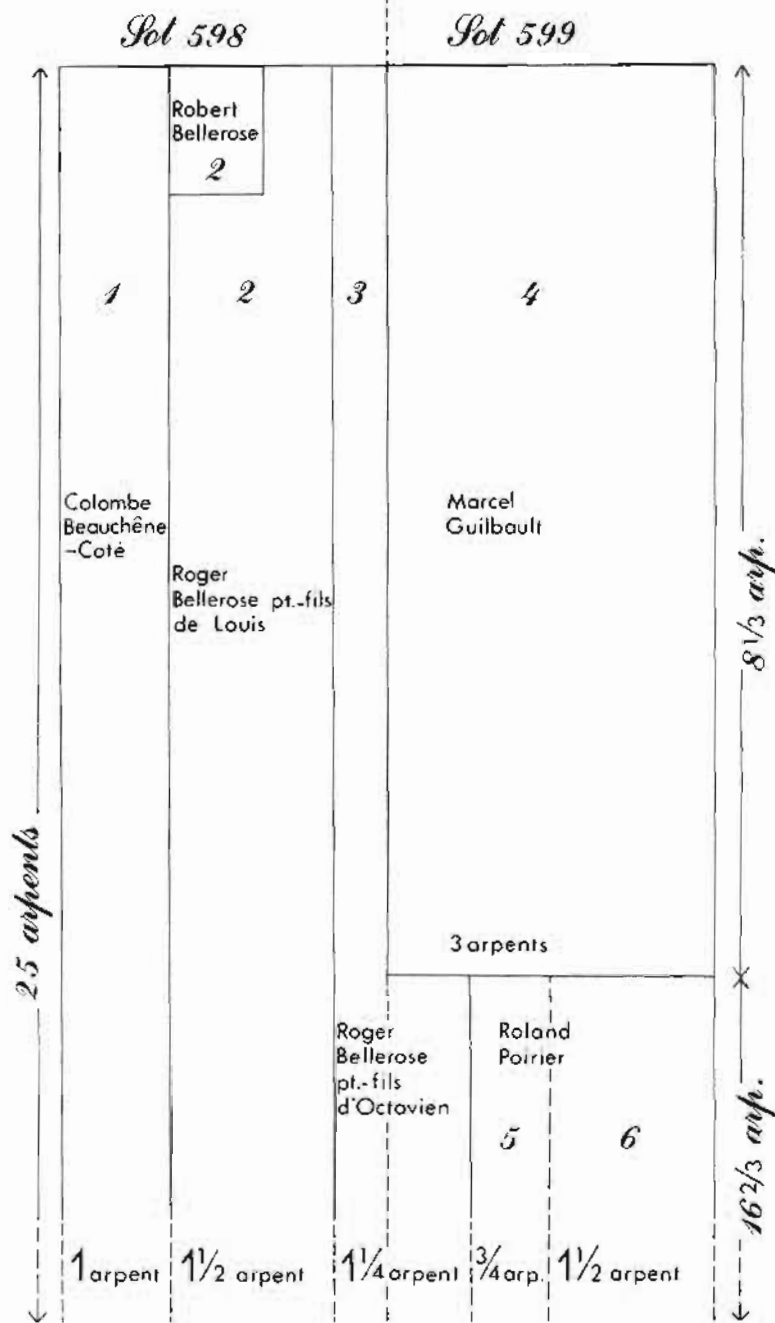 Lot 598
Lot 599
Robert
Bellerose
2
1
2
3
4
Colombe
Beauchêne
-Coté
Marcel
Guilbault
Roger
Bellerose pt.-fils
de Louis
8 1/3 arp.
25 arpents
3 arpents
Roger
Bellerose
pt.-fils
d'Octavien
Roland
Poirier
5
6
16 2/3 arp.
1 arpent
1 1/2 arpent
1 1/4 arpent
3/4 arp.
1 1/2 arpent